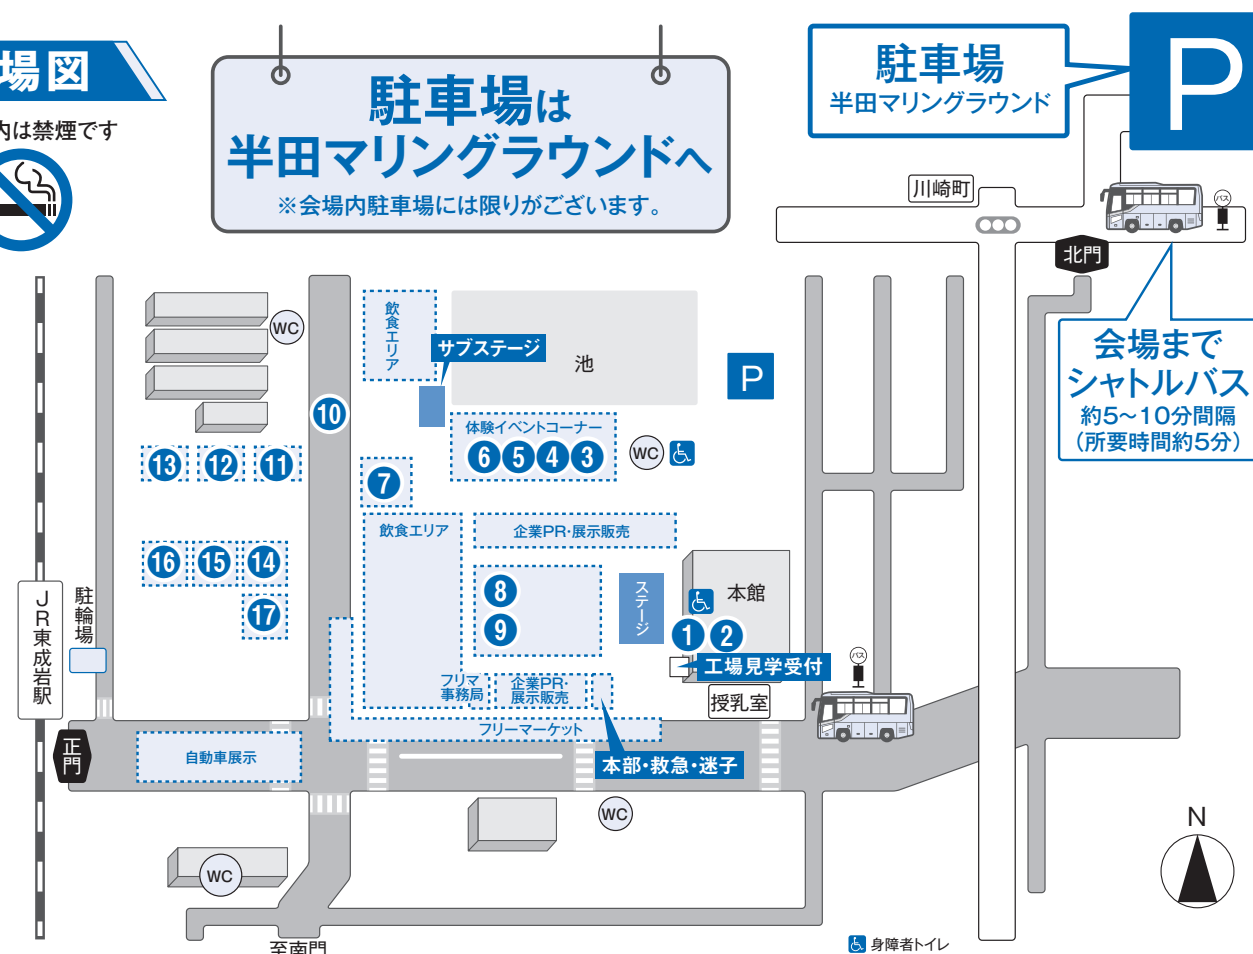 場図
内は禁煙です
駐車場は
半田マリングラウンドへ
※会場内駐車場には限りがございます。
駐車場
半田マリングラウンド
P
川崎町
バス
北門
会場まで
シャトルバス
約5～10分間隔
(所要時間約5分)
WC
飲食エリア
サブステージ
池
P
10
体験イベントコーナー
6 5 4 3
WC
13 12 11
7
飲食エリア
企業PR・展示販売
16 15 14
17
8
9
ステージ
本館
1 2
工場見学受付
授乳室
バス
JR東成岩駅
駐輪場
フリマ
事務局
企業PR・
展示販売
フリーマーケット
正門
自動車展示
本部・救急・迷子
WC
WC
N
至南門
身障者トイレ